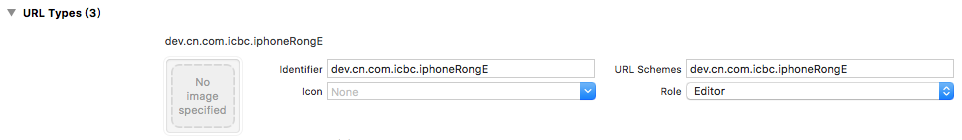 URL Types (3)
dev.cn.com.icbc.iphoneRongE
No
image
specified
Identifier dev.cn.com.icbc.iphoneRongE URL Schemes dev.cn.com.icbc.iphoneRongE
Icon None Role Editor